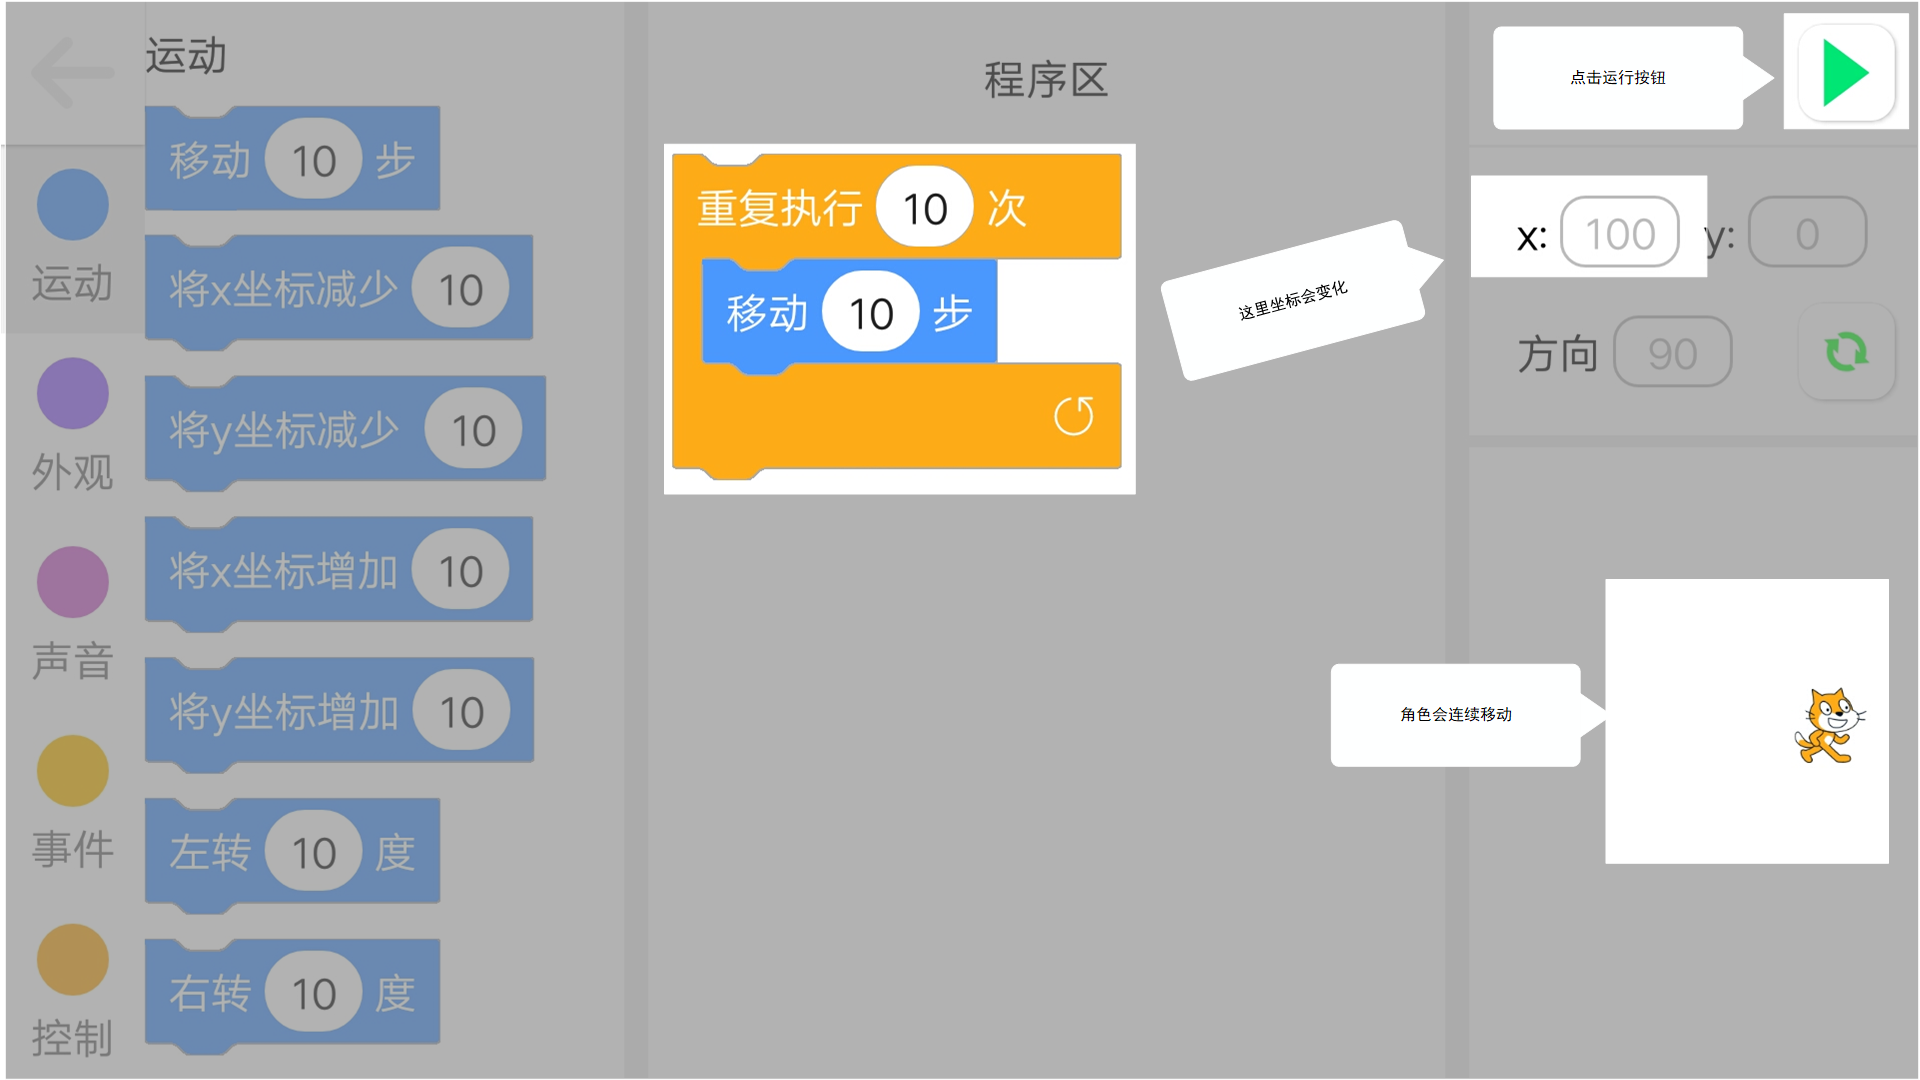 运动
移动 10 步
将x坐标减少 10
将y坐标减少 10
将x坐标增加 10
将y坐标增加 10
左转 10 度
右转 10 度
运动
外观
声音
事件
控制
程序区
重复执行 10 次
移动 10 步
点击运行按钮
这里坐标会变化
x: 100 y: 0
方向 90
角色会连续移动